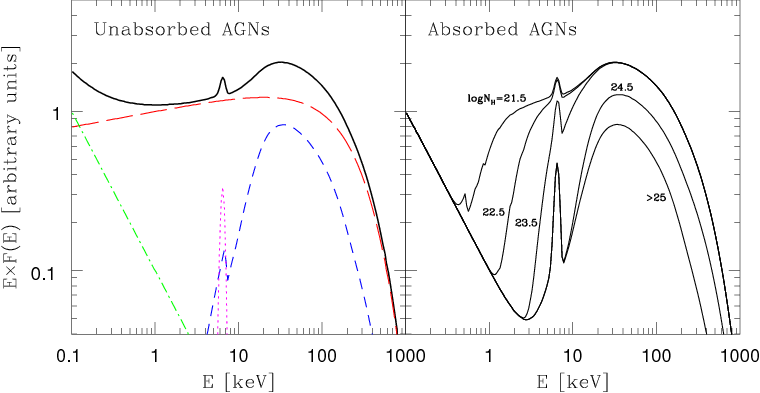 Unabsorbed AGNs
Absorbed AGNs
E×F(E) [arbitrary units]
1
0.1
logN_H=21.5
22.5
23.5
24.5
>25
0.1 1 10 100 1000 1 10 100 1000
E [keV]
E [keV]